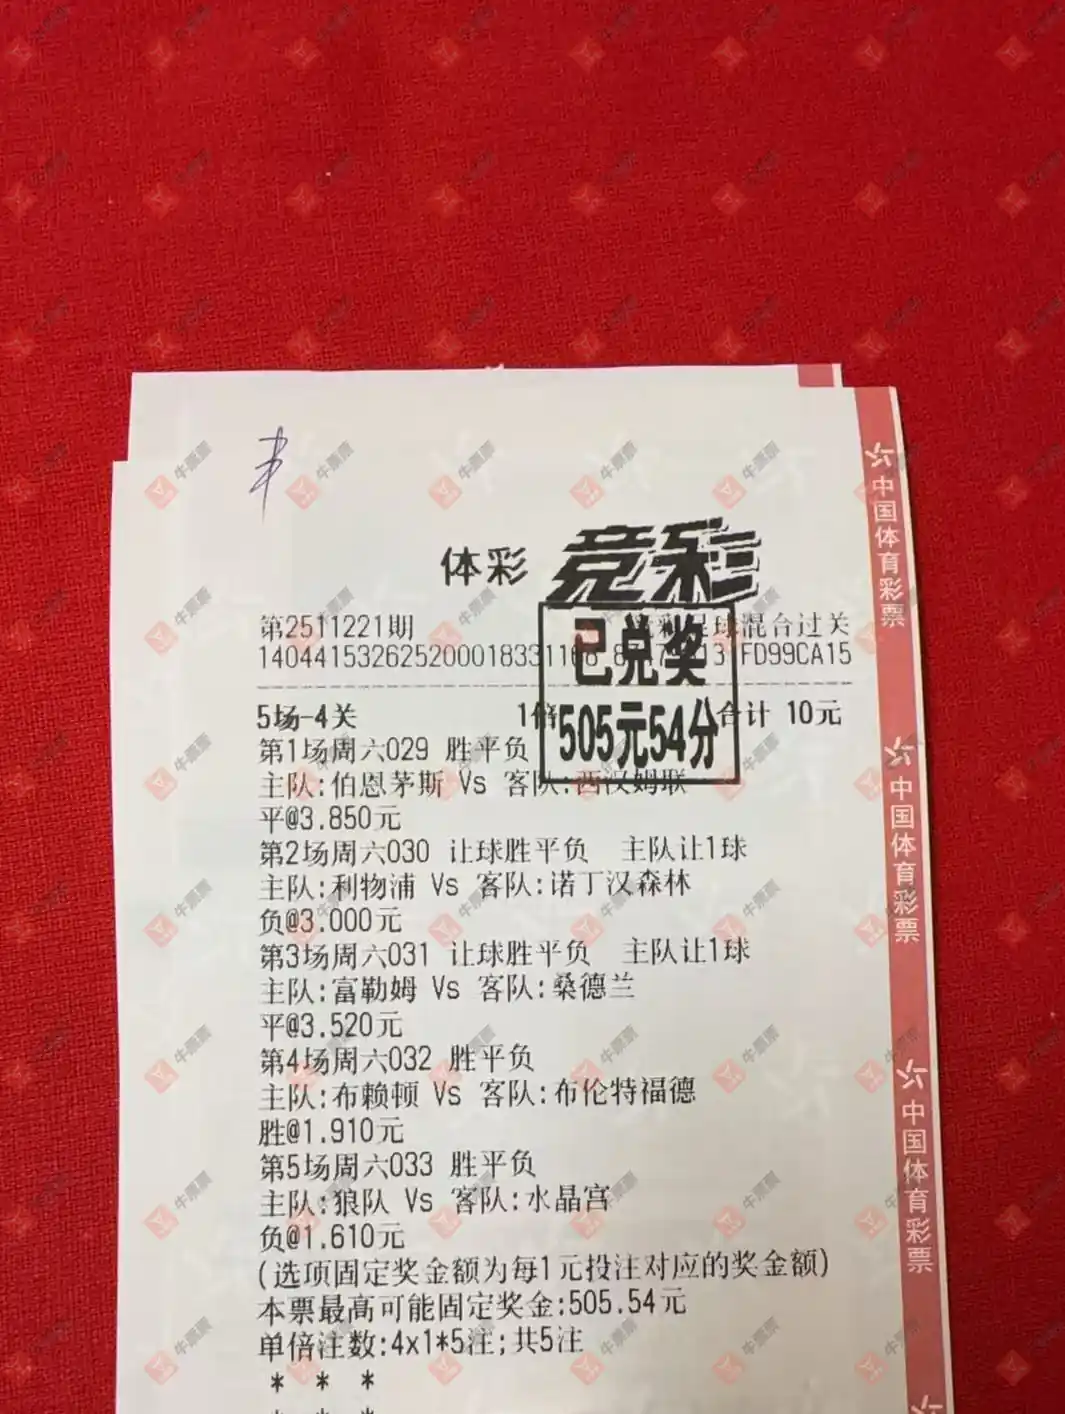 体彩 竞彩
第2511221期
球混合过关
已兑奖
505元54分
5场-4关 1倍 合计 10元
第1场周六029 胜平负
主队:伯恩茅斯 Vs 客队:西汉姆联
平@3.850元
第2场周六030 让球胜平负 主队让1球
主队:利物浦 Vs 客队:诺丁汉森林
负@3.000元
第3场周六031 让球胜平负 主队让1球
主队:富勒姆 Vs 客队:桑德兰
平@3.520元
第4场周六032 胜平负
主队:布赖顿 Vs 客队:布伦特福德
胜@1.910元
第5场周六033 胜平负
主队:狼队 Vs 客队:水晶宫
负@1.610元
(选项固定奖金额为每1元投注对应的奖金额)
本票最高可能固定奖金:505.54元
单倍注数:4x1*5注;共5注
* * *
中国体育彩票
中国体育彩票
中国体育彩票
牛票票